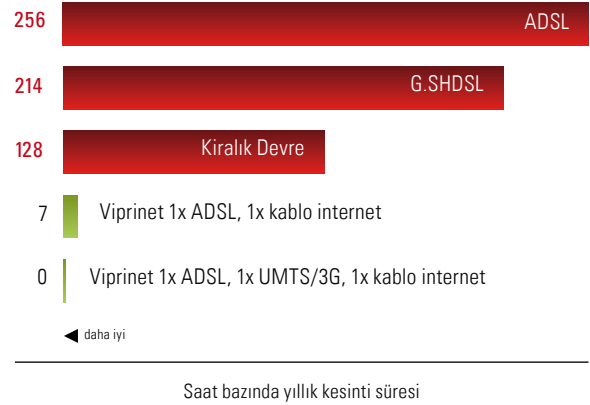 256 ADSL
214 G.SHDSL
128 Kiralık Devre
7 Viprinet 1x ADSL, 1x kablo internet
0 Viprinet 1x ADSL, 1x UMTS/3G, 1x kablo internet
daha iyi
Saat bazında yıllık kesinti süresi